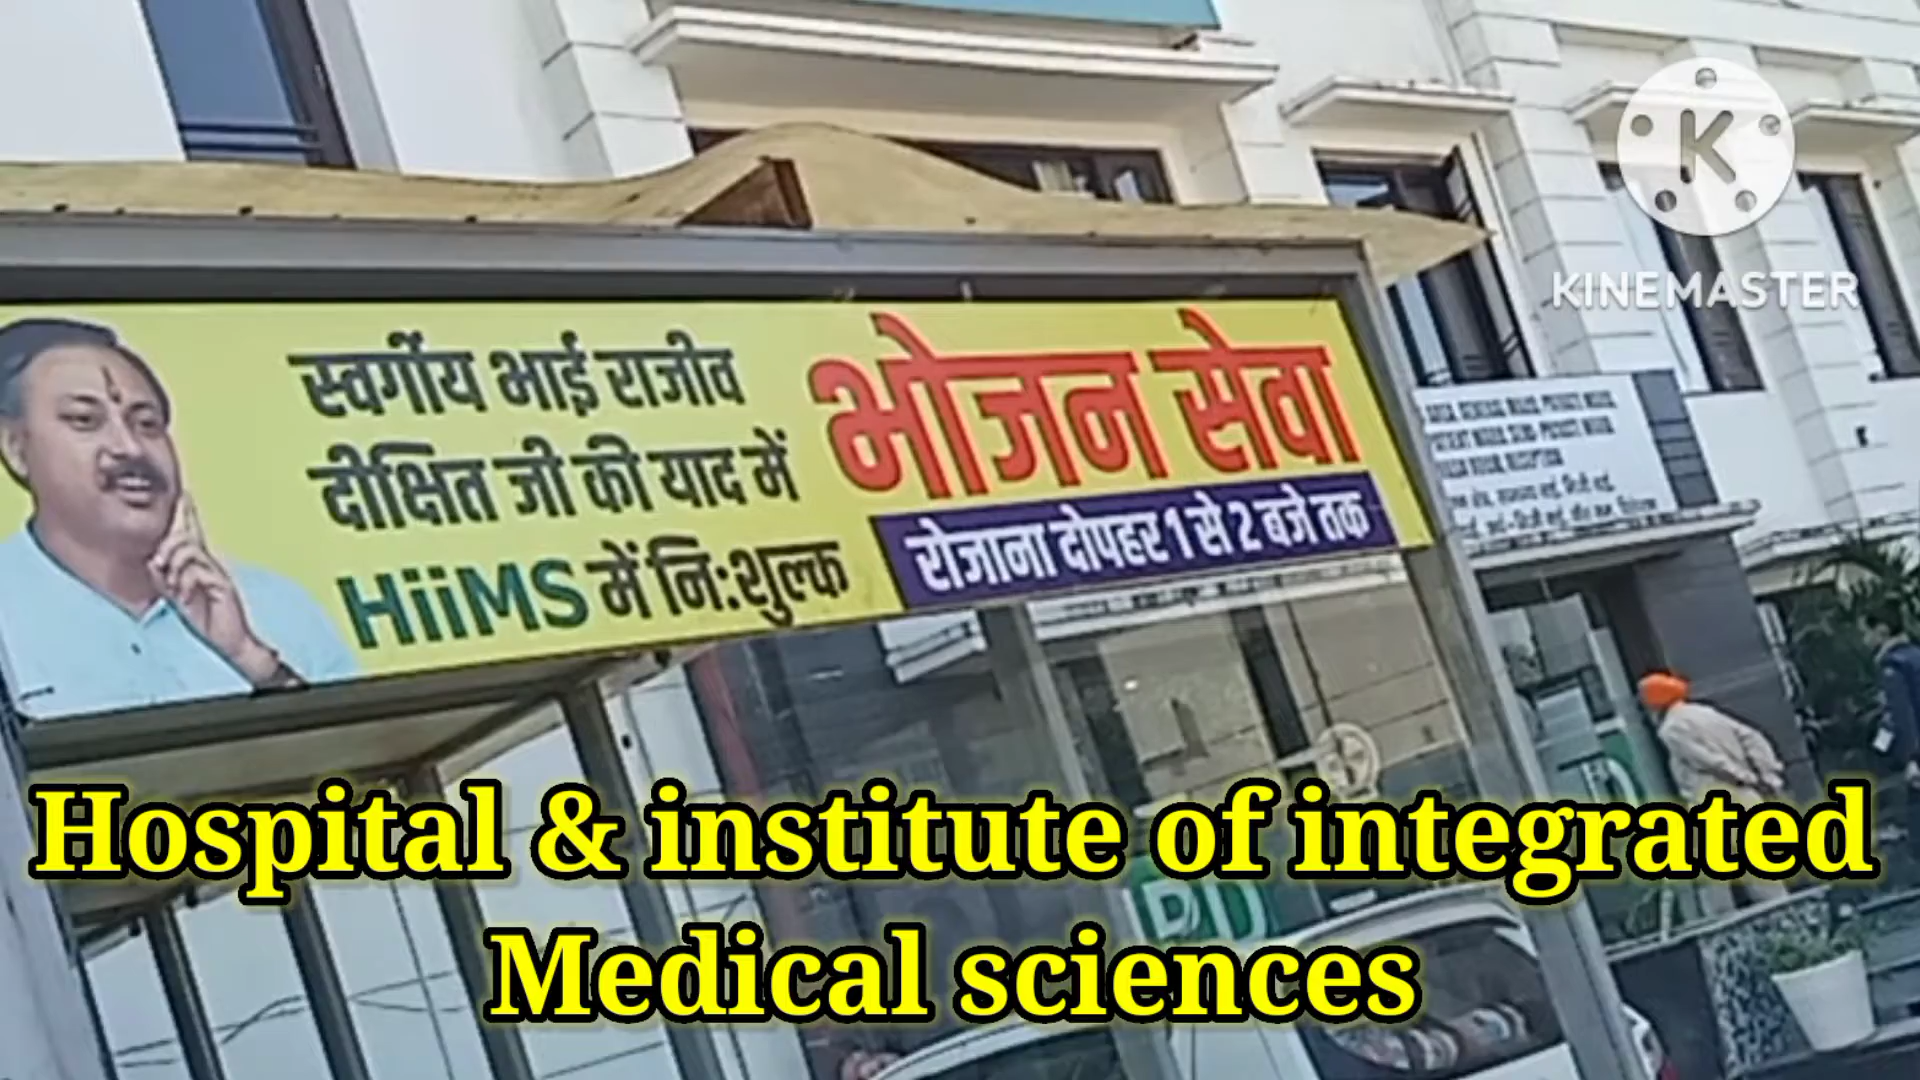 K
KINEMASTER
स्वर्गीय भाई राजीव
दीक्षित जी की याद में
HiiMS में नि:शुल्क
भोजन सेवा
रोजाना दोपहर 1 से 2 बजे तक
Hospital & institute of integrated
Medical sciences